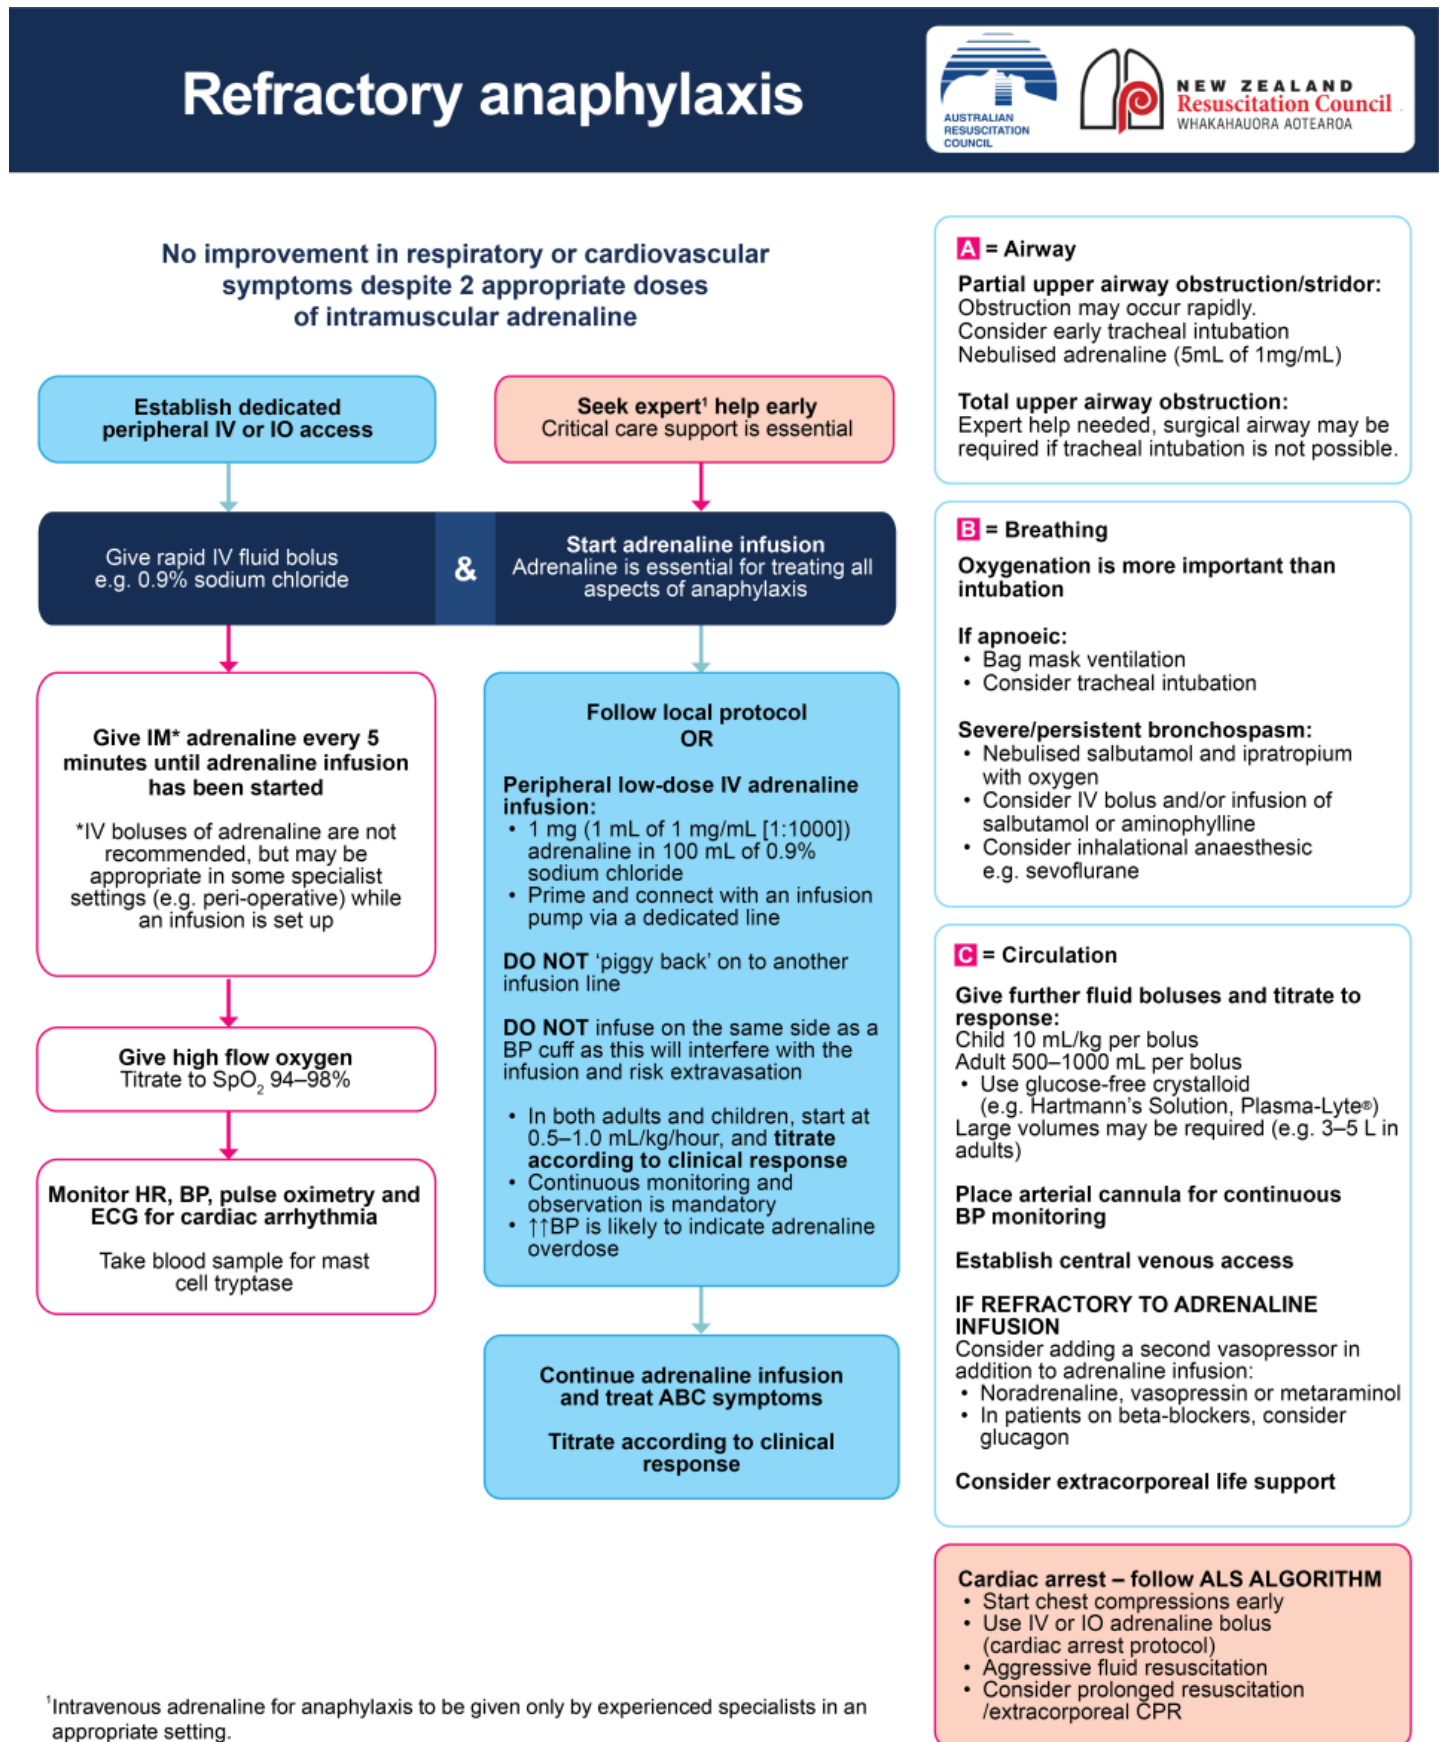 Refractory anaphylaxis
AUSTRALIAN
RESUSCITATION
COUNCIL
NEW ZEALAND
Resuscitation Council
WHAKAHAUORA AOTEAROA
No improvement in respiratory or cardiovascular
symptoms despite 2 appropriate doses
of intramuscular adrenaline
Establish dedicated
peripheral IV or IO access
Seek expert¹ help early
Critical care support is essential
Give rapid IV fluid bolus
e.g. 0.9% sodium chloride
&
Start adrenaline infusion
Adrenaline is essential for treating all
aspects of anaphylaxis
Give IM* adrenaline every 5
minutes until adrenaline infusion
has been started
*IV boluses of adrenaline are not
recommended, but may be
appropriate in some specialist
settings (e.g. peri-operative) while
an infusion is set up
Give high flow oxygen
Titrate to SpO₂ 94–98%
Monitor HR, BP, pulse oximetry and
ECG for cardiac arrhythmia
Take blood sample for mast
cell tryptase
Follow local protocol
OR
Peripheral low-dose IV adrenaline
infusion:
• 1 mg (1 mL of 1 mg/mL [1:1000])
adrenaline in 100 mL of 0.9%
sodium chloride
• Prime and connect with an infusion
pump via a dedicated line
DO NOT ‘piggy back’ on to another
infusion line
DO NOT infuse on the same side as a
BP cuff as this will interfere with the
infusion and risk extravasation
• In both adults and children, start at
0.5–1.0 mL/kg/hour, and titrate
according to clinical response
• Continuous monitoring and
observation is mandatory
• ↑↑BP is likely to indicate adrenaline
overdose
Continue adrenaline infusion
and treat ABC symptoms
Titrate according to clinical
response
A = Airway
Partial upper airway obstruction/stridor:
Obstruction may occur rapidly.
Consider early tracheal intubation
Nebulised adrenaline (5mL of 1mg/mL)
Total upper airway obstruction:
Expert help needed, surgical airway may be
required if tracheal intubation is not possible.
B = Breathing
Oxygenation is more important than
intubation
If apnoeic:
• Bag mask ventilation
• Consider tracheal intubation
Severe/persistent bronchospasm:
• Nebulised salbutamol and ipratropium
with oxygen
• Consider IV bolus and/or infusion of
salbutamol or aminophylline
• Consider inhalational anaesthesic
e.g. sevoflurane
C = Circulation
Give further fluid boluses and titrate to
response:
Child 10 mL/kg per bolus
Adult 500–1000 mL per bolus
• Use glucose-free crystalloid
(e.g. Hartmann’s Solution, Plasma-Lyte®)
Large volumes may be required (e.g. 3–5 L in
adults)
Place arterial cannula for continuous
BP monitoring
Establish central venous access
IF REFRACTORY TO ADRENALINE
INFUSION
Consider adding a second vasopressor in
addition to adrenaline infusion:
• Noradrenaline, vasopressin or metaraminol
• In patients on beta-blockers, consider
glucagon
Consider extracorporeal life support
Cardiac arrest – follow ALS ALGORITHM
• Start chest compressions early
• Use IV or IO adrenaline bolus
(cardiac arrest protocol)
• Aggressive fluid resuscitation
• Consider prolonged resuscitation
/extracorporeal CPR
¹Intravenous adrenaline for anaphylaxis to be given only by experienced specialists in an
appropriate setting.